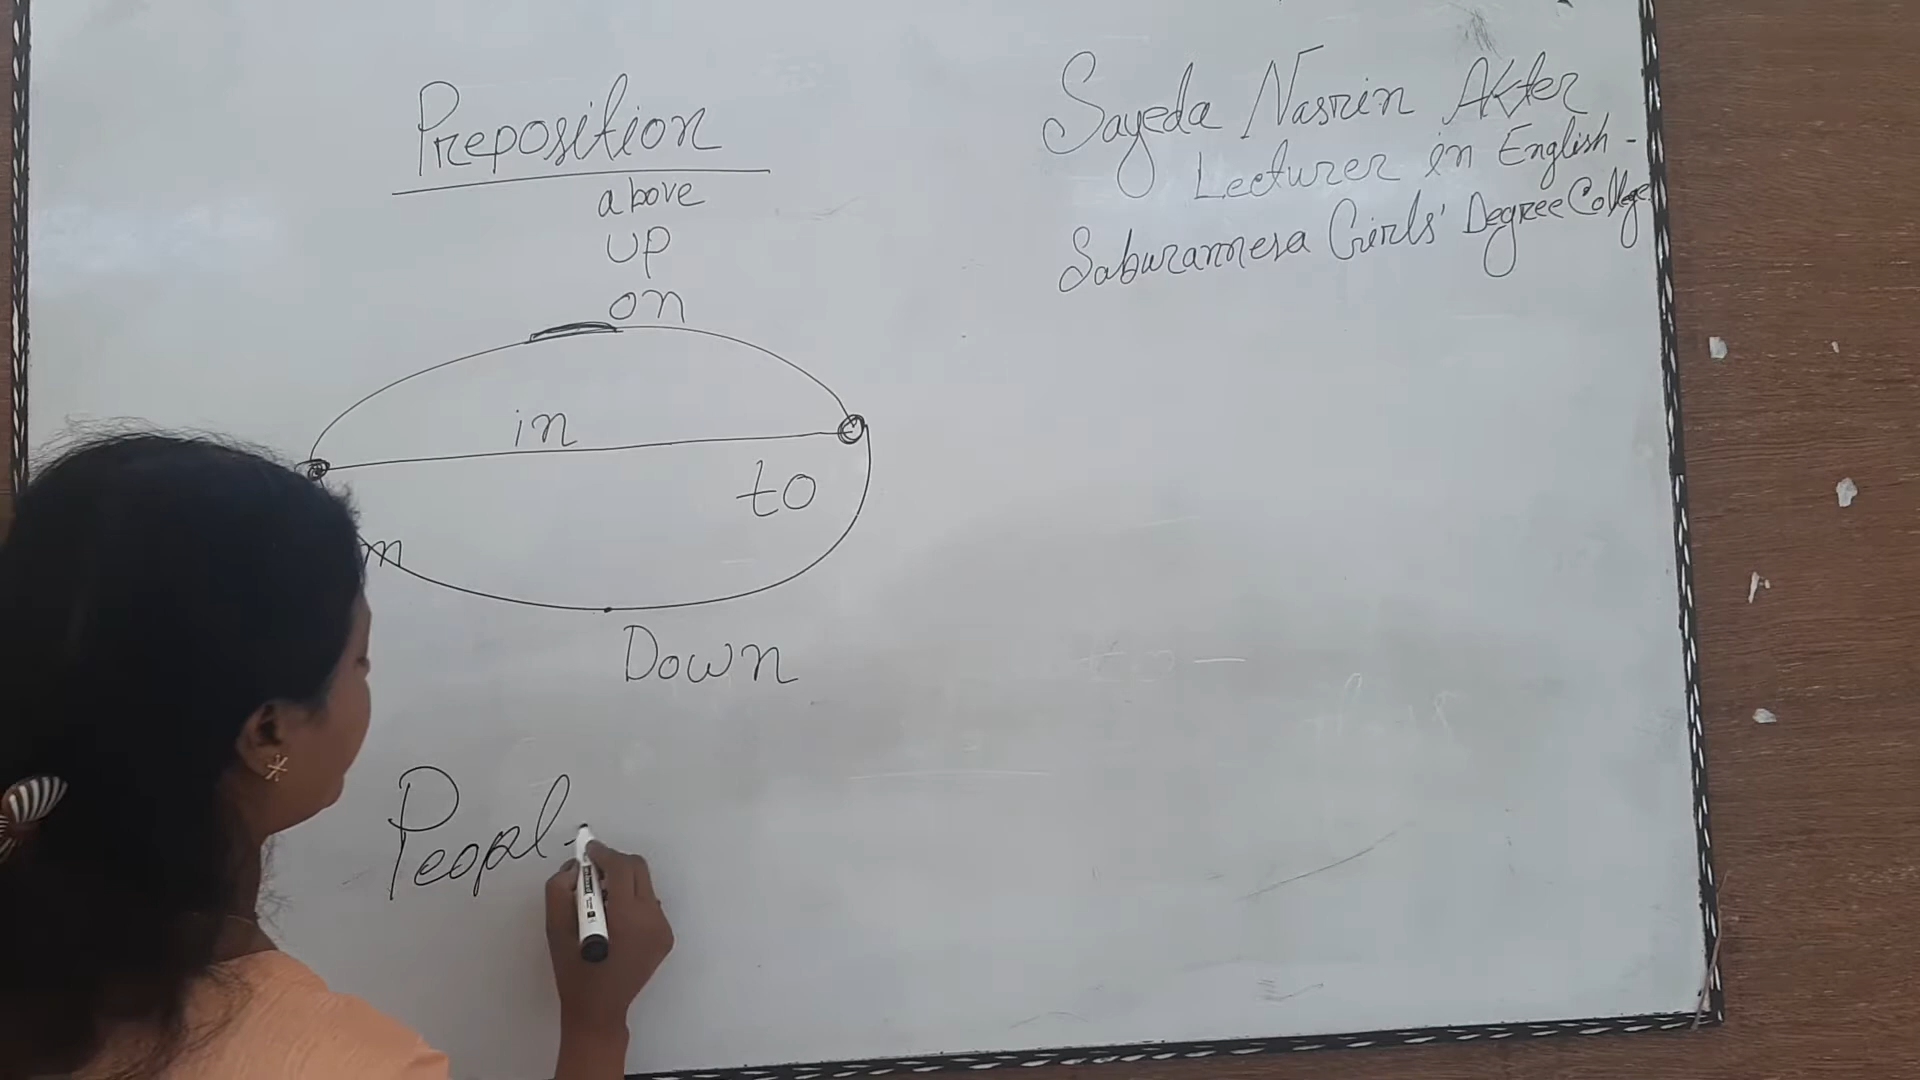 Preposition
above
up
on
in
to
m
Down
Peopl
Sayeda Nasrin Akter
Lecturer in English -
Saburannesa Girls' Degree College